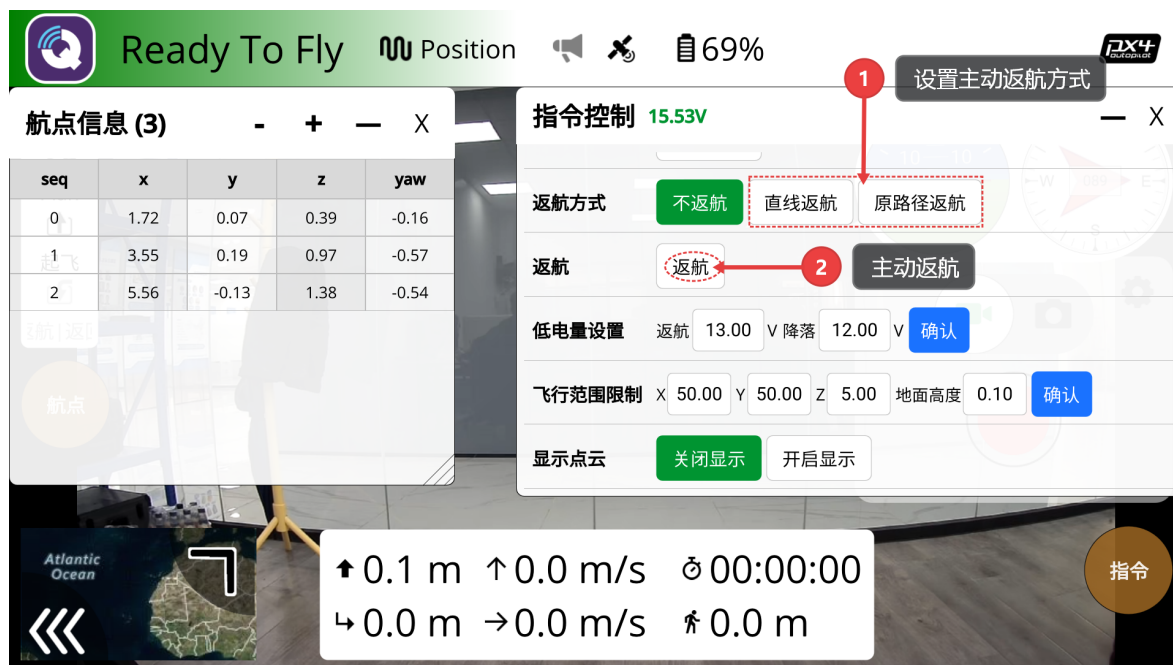 Ready To Fly Position 69%
PX4
autopilot
1 设置主动返航方式
航点信息 (3) - + — X
seq x y z yaw
0 1.72 0.07 0.39 -0.16
1 3.55 0.19 0.97 -0.57
2 5.56 -0.13 1.38 -0.54
航点
指令控制 15.53V — X
返航方式 不返航 直线返航 原路径返航
返航 返航 2 主动返航
低电量设置 返航 13.00 V 降落 12.00 V 确认
飞行范围限制 X 50.00 Y 50.00 Z 5.00 地面高度 0.10 确认
显示点云 关闭显示 开启显示
Atlantic
Ocean
0.1 m 0.0 m/s 00:00:00
0.0 m 0.0 m/s 0.0 m
指令